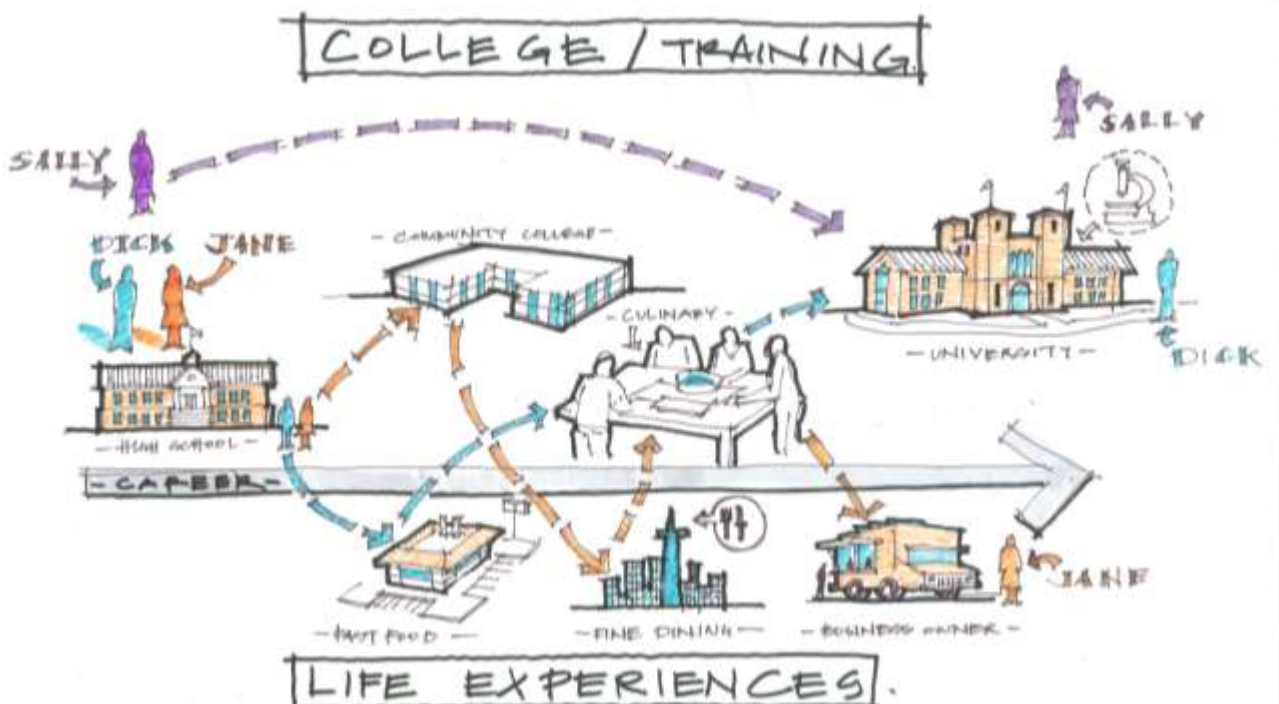 COLLEGE / TRAINING.
SALLY
SALLY
DICK
JANE
- COMMUNITY COLLEGE -
- CULINARY -
- UNIVERSITY -
DICK
- HIGH SCHOOL -
- CAREER -
JANE
- FAST FOOD -
- FINE DINING -
- BUSINESS OWNER -
LIFE EXPERIENCES.